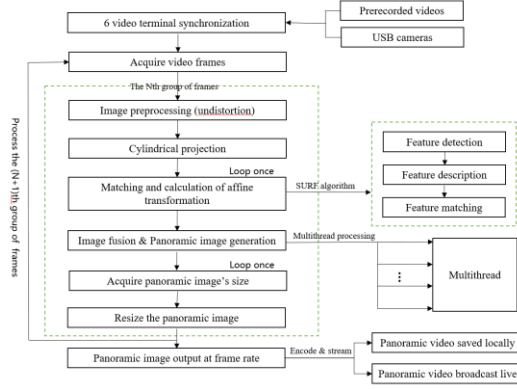 6 video terminal synchronization
Prerecorded videos
USB cameras
Acquire video frames
The Nth group of frames
Image preprocessing (undistortion)
Cylindrical projection
Loop once
Matching and calculation of affine
transformation
SURF algorithm
Feature detection
Feature description
Feature matching
Image fusion & Panoramic image generation
Multithread processing
Multithread
Loop once
Acquire panoramic image's size
Resize the panoramic image
Process the (N+1)th group of frames
Panoramic image output at frame rate
Encode & stream
Panoramic video saved locally
Panoramic video broadcast live